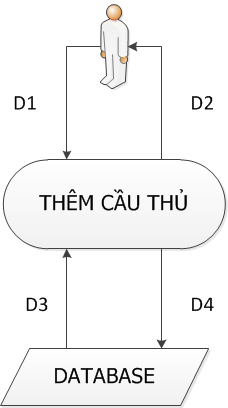 D1 D2
THÊM CẦU THỦ
D3 D4
DATABASE